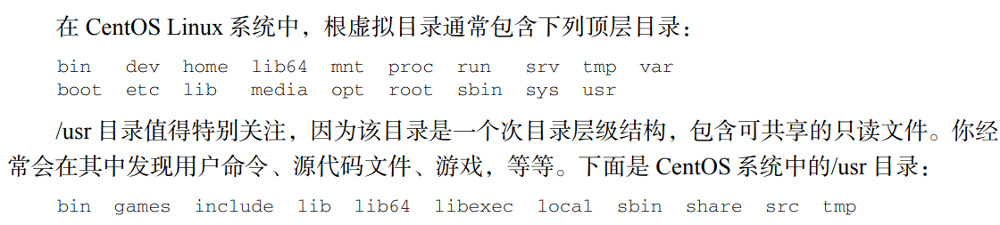 在 CentOS Linux 系统中，根虚拟目录通常包含下列顶层目录：
bin dev home lib64 mnt proc run srv tmp var
boot etc lib media opt root sbin sys usr
/usr 目录值得特别关注，因为该目录是一个次目录层级结构，包含可共享的只读文件。你经
常会在其中发现用户命令、源代码文件、游戏，等等。下面是 CentOS 系统中的/usr 目录：
bin games include lib lib64 libexec local sbin share src tmp